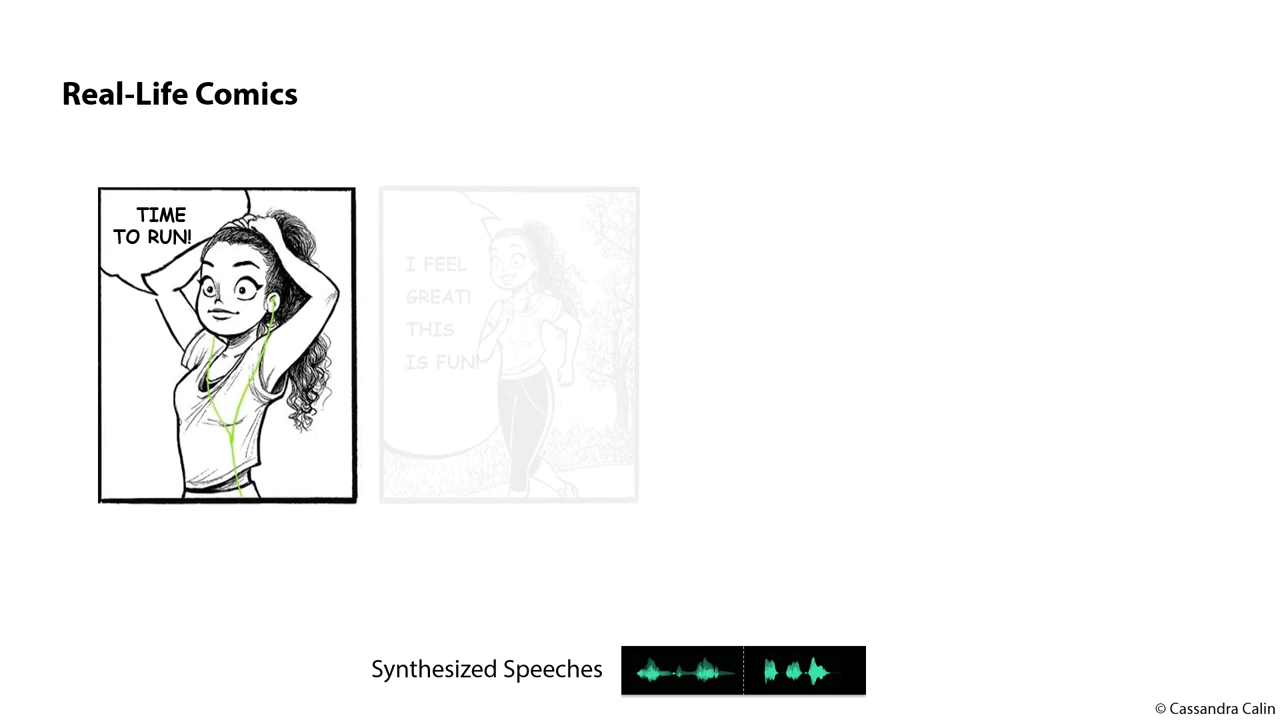 Real-Life Comics
TIME
TO RUN!
I FEEL
GREAT!
THIS
IS FUN!
Synthesized Speeches
© Cassandra Calin